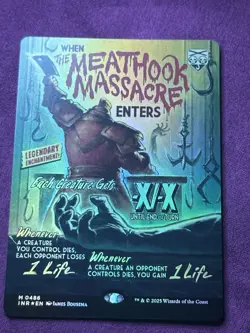 WHEN
THE
MEATHOOK
MASSACRE
ENTERS
LEGENDARY
ENCHANTMENT!
Each Creature Gets
-X/-X
UNTIL END OF TURN
Whenever
A CREATURE
YOU CONTROL DIES,
EACH OPPONENT LOSES
1 Life
Whenever
A CREATURE AN OPPONENT
CONTROLS DIES, YOU GAIN
1 Life
M 0486
INR • EN JAMES BOUSEMA
™ & © 2025 Wizards of the Coast